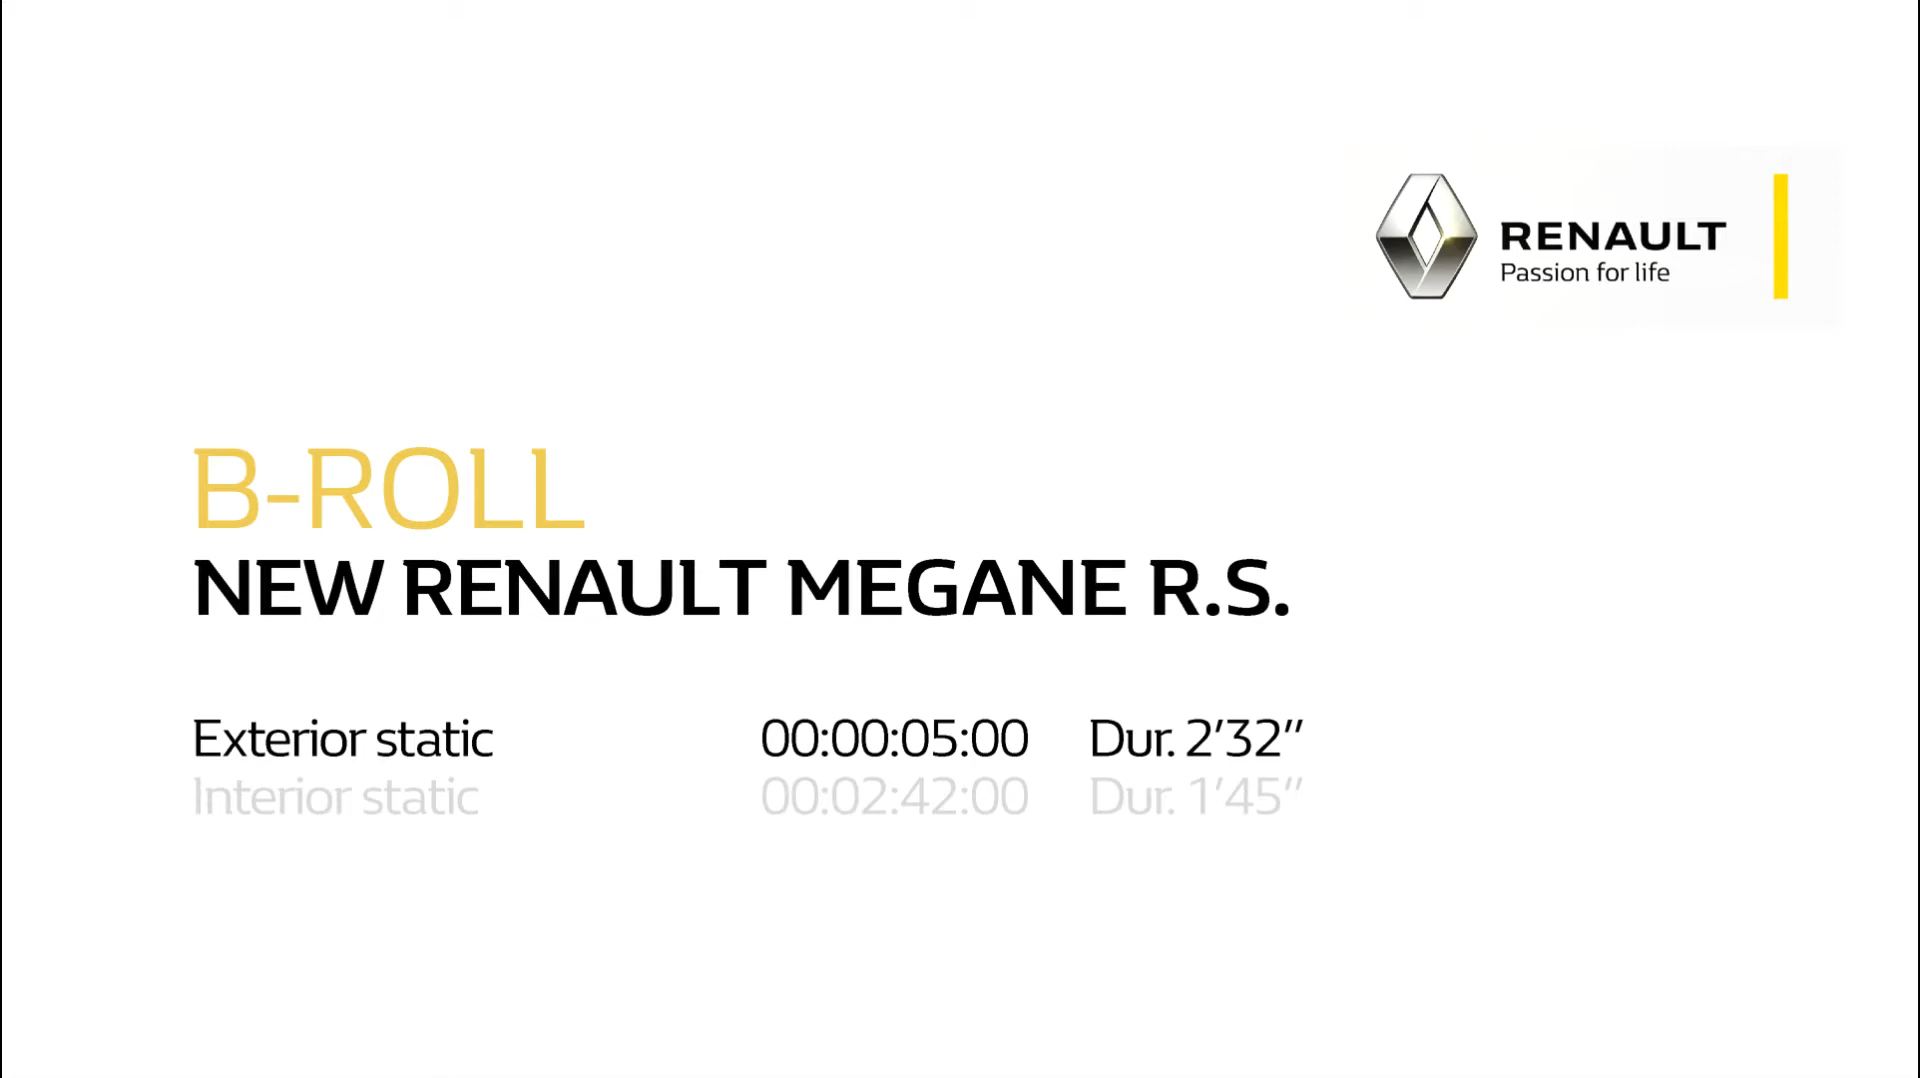 RENAULT
Passion for life
B-ROLL
NEW RENAULT MEGANE R.S.
Exterior static 00:00:05:00 Dur. 2’32’’
Interior static 00:02:42:00 Dur. 1’45’’